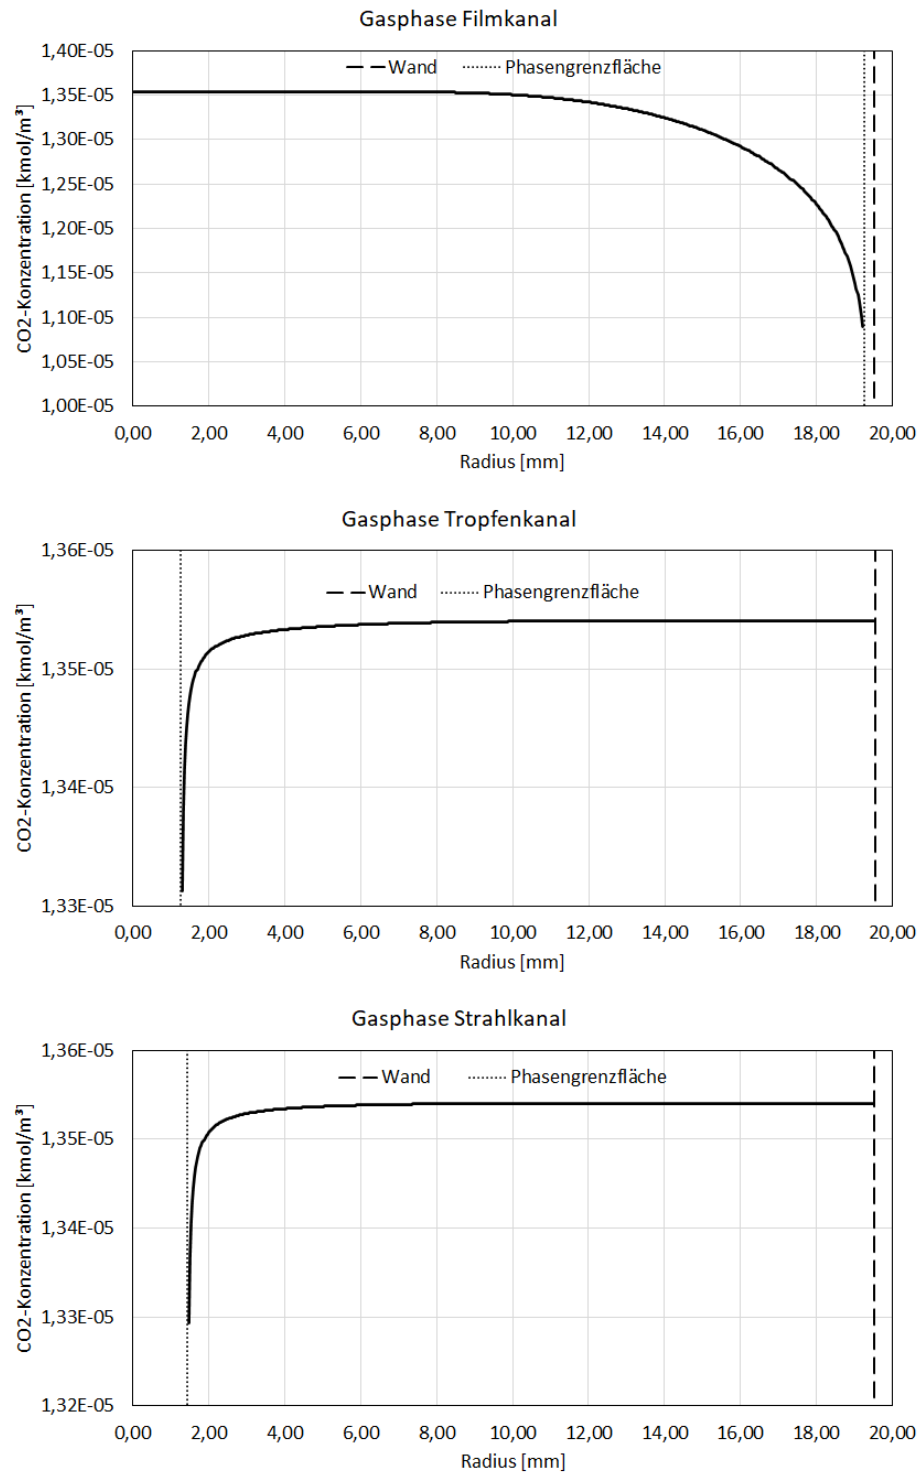 Gasphase Filmkanal
1,40E-05
Wand Phasengrenzfläche
1,35E-05
1,30E-05
1,25E-05
1,20E-05
1,15E-05
1,10E-05
1,05E-05
1,00E-05
CO2-Konzentration [kmol/m³]
0,00 2,00 4,00 6,00 8,00 10,00 12,00 14,00 16,00 18,00 20,00
Radius [mm]
Gasphase Tropfenkanal
1,36E-05
Wand Phasengrenzfläche
1,35E-05
1,34E-05
1,33E-05
CO2-Konzentration [kmol/m³]
0,00 2,00 4,00 6,00 8,00 10,00 12,00 14,00 16,00 18,00 20,00
Radius [mm]
Gasphase Strahlkanal
1,36E-05
Wand Phasengrenzfläche
1,35E-05
1,34E-05
1,33E-05
1,32E-05
CO2-Konzentration [kmol/m³]
0,00 2,00 4,00 6,00 8,00 10,00 12,00 14,00 16,00 18,00 20,00
Radius [mm]